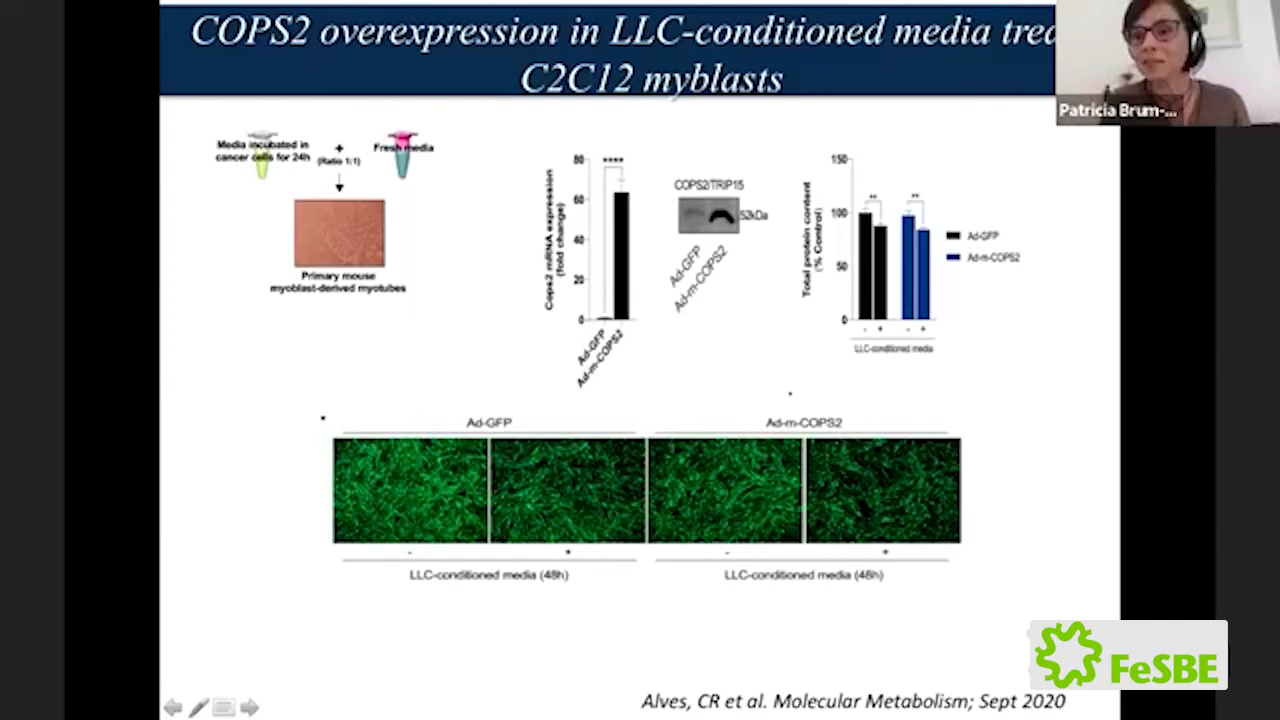 COPS2 overexpression in LLC-conditioned media trea
C2C12 myblasts
Patricia Brum-...
Media incubated in
cancer cells for 24h
+
(Ratio 1:1)
Fresh media
Primary mouse
myoblast-derived myotubes
Cops2 mRNA expression
(fold change)
80
60
40
20
0
****
Ad-GFP
Ad-m-COPS2
COPS2/TRIP15
52kDa
Ad-GFP
Ad-m-COPS2
Total protein content
(% Control)
150
100
50
0
**
**
- + - +
LLC-conditioned media
Ad-GFP
Ad-m-COPS2
Ad-GFP
Ad-m-COPS2
- + - +
LLC-conditioned media (48h)
LLC-conditioned media (48h)
FeSBE
Alves, CR et al. Molecular Metabolism; Sept 2020